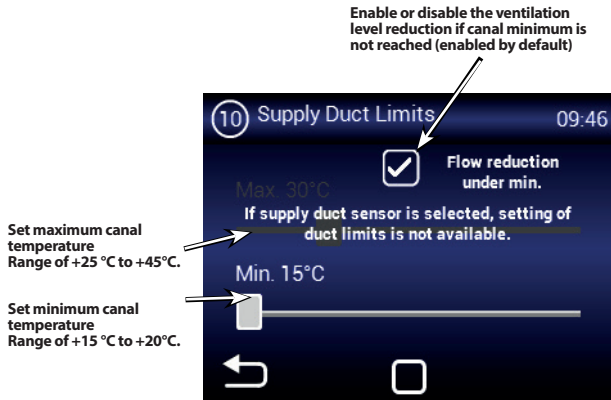 Enable or disable the ventilation
level reduction if canal minimum is
not reached (enabled by default)
10 Supply Duct Limits 09:46
Flow reduction
under min.
Max. 30°C
If supply duct sensor is selected, setting of
duct limits is not available.
Set maximum canal
temperature
Range of +25 °C to +45°C.
Min. 15°C
Set minimum canal
temperature
Range of +15 °C to +20°C.